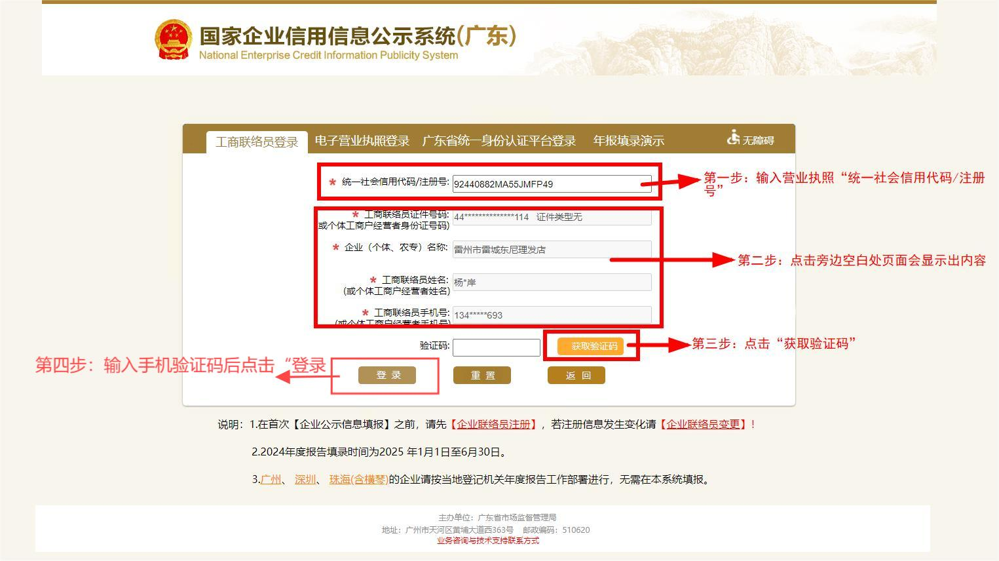 国家企业信用信息公示系统(广东)
National Enterprise Credit Information Publicity System
工商联络员登录 电子营业执照登录 广东省统一身份认证平台登录 年报填录演示 无障碍
* 统一社会信用代码/注册号: 92440882MA55JMFP49
第一步：输入营业执照“统一社会信用代码/注册
号”
* 工商联络员证件号码: 44**************114 证件类型无
或个体工商户经营者身份证号码)
* 企业（个体、农专）名称: 雷州市雷城东尼理发店
第二步：点击旁边空白处页面会显示出内容
* 工商联络员姓名: 杨*岸
(或个体工商户经营者姓名)
* 工商联络员手机号: 134*****693
(或个体工商户经营者手机号)
验证码: 获取验证码
第三步：点击“获取验证码”
第四步：输入手机验证码后点击“登录
登 录 重 置 返 回
说明：1.在首次【企业公示信息填报】之前，请先【企业联络员注册】，若注册信息发生变化请【企业联络员变更】！
2.2024年度报告填录时间为2025 年1月1日至6月30日。
3.广州、 深圳、 珠海(含横琴)的企业请按当地登记机关年度报告工作部署进行，无需在本系统填报。
主办单位：广东省市场监督管理局
地址：广州市天河区黄埔大道西363号 邮政编码：510620
业务咨询与技术支持联系方式